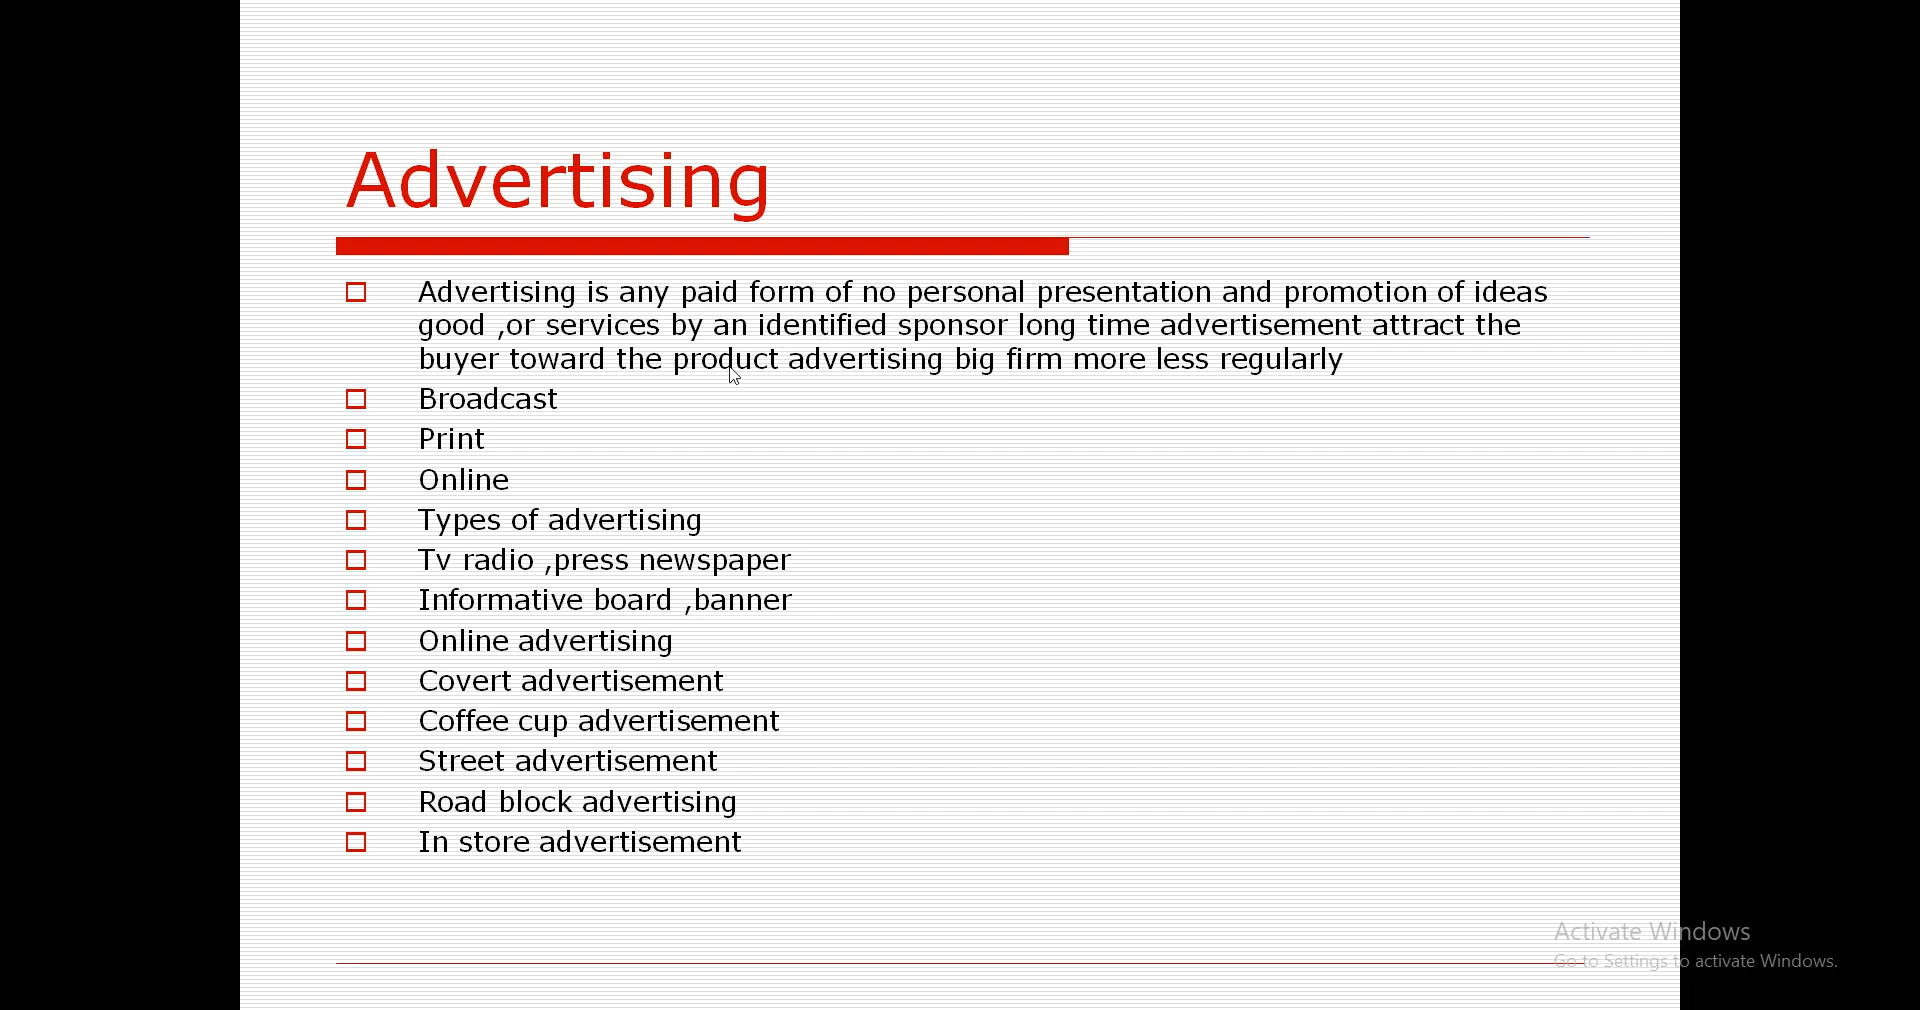 Advertising
Advertising is any paid form of no personal presentation and promotion of ideas
good ,or services by an identified sponsor long time advertisement attract the
buyer toward the product advertising big firm more less regularly
Broadcast
Print
Online
Types of advertising
Tv radio ,press newspaper
Informative board ,banner
Online advertising
Covert advertisement
Coffee cup advertisement
Street advertisement
Road block advertising
In store advertisement
Activate Windows
Go to Settings to activate Windows.